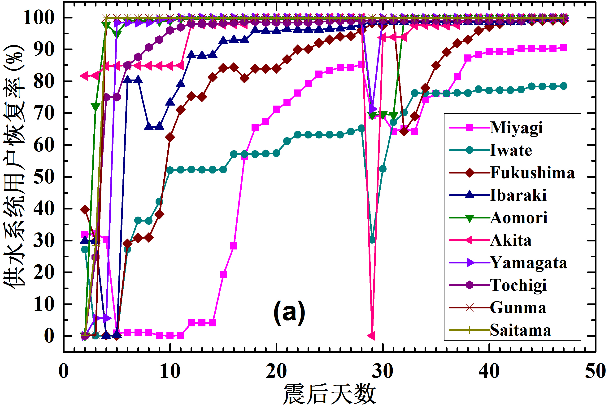 供水系统用户恢复率 (%)
100
90
80
70
60
50
40
30
20
10
0
Miyagi
Iwate
Fukushima
Ibaraki
Aomori
Akita
Yamagata
Tochigi
Gunma
Saitama
(a)
0 10 20 30 40 50
震后天数